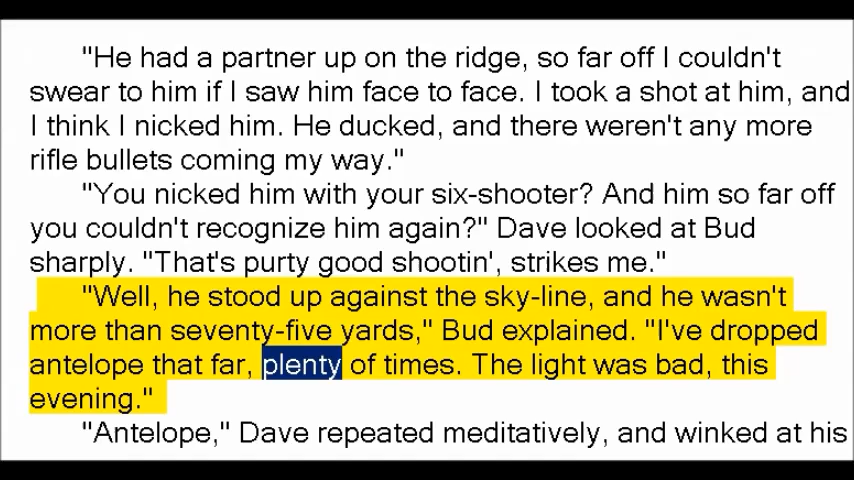 "He had a partner up on the ridge, so far off I couldn't
swear to him if I saw him face to face. I took a shot at him, and
I think I nicked him. He ducked, and there weren't any more
rifle bullets coming my way."
"You nicked him with your six-shooter? And him so far off
you couldn't recognize him again?" Dave looked at Bud
sharply. "That's purty good shootin', strikes me."
"Well, he stood up against the sky-line, and he wasn't
more than seventy-five yards," Bud explained. "I've dropped
antelope that far, plenty of times. The light was bad, this
evening."
"Antelope," Dave repeated meditatively, and winked at his